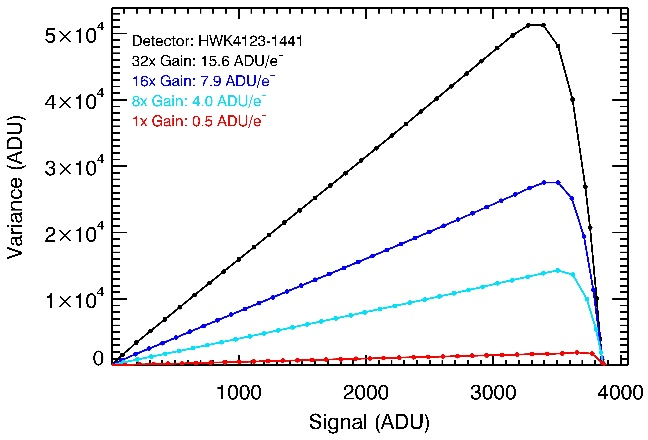 5×10⁴
4×10⁴
3×10⁴
2×10⁴
1×10⁴
0
Variance (ADU)
Detector: HWK4123-1441
32x Gain: 15.6 ADU/e⁻
16x Gain: 7.9 ADU/e⁻
8x Gain: 4.0 ADU/e⁻
1x Gain: 0.5 ADU/e⁻
1000 2000 3000 4000
Signal (ADU)